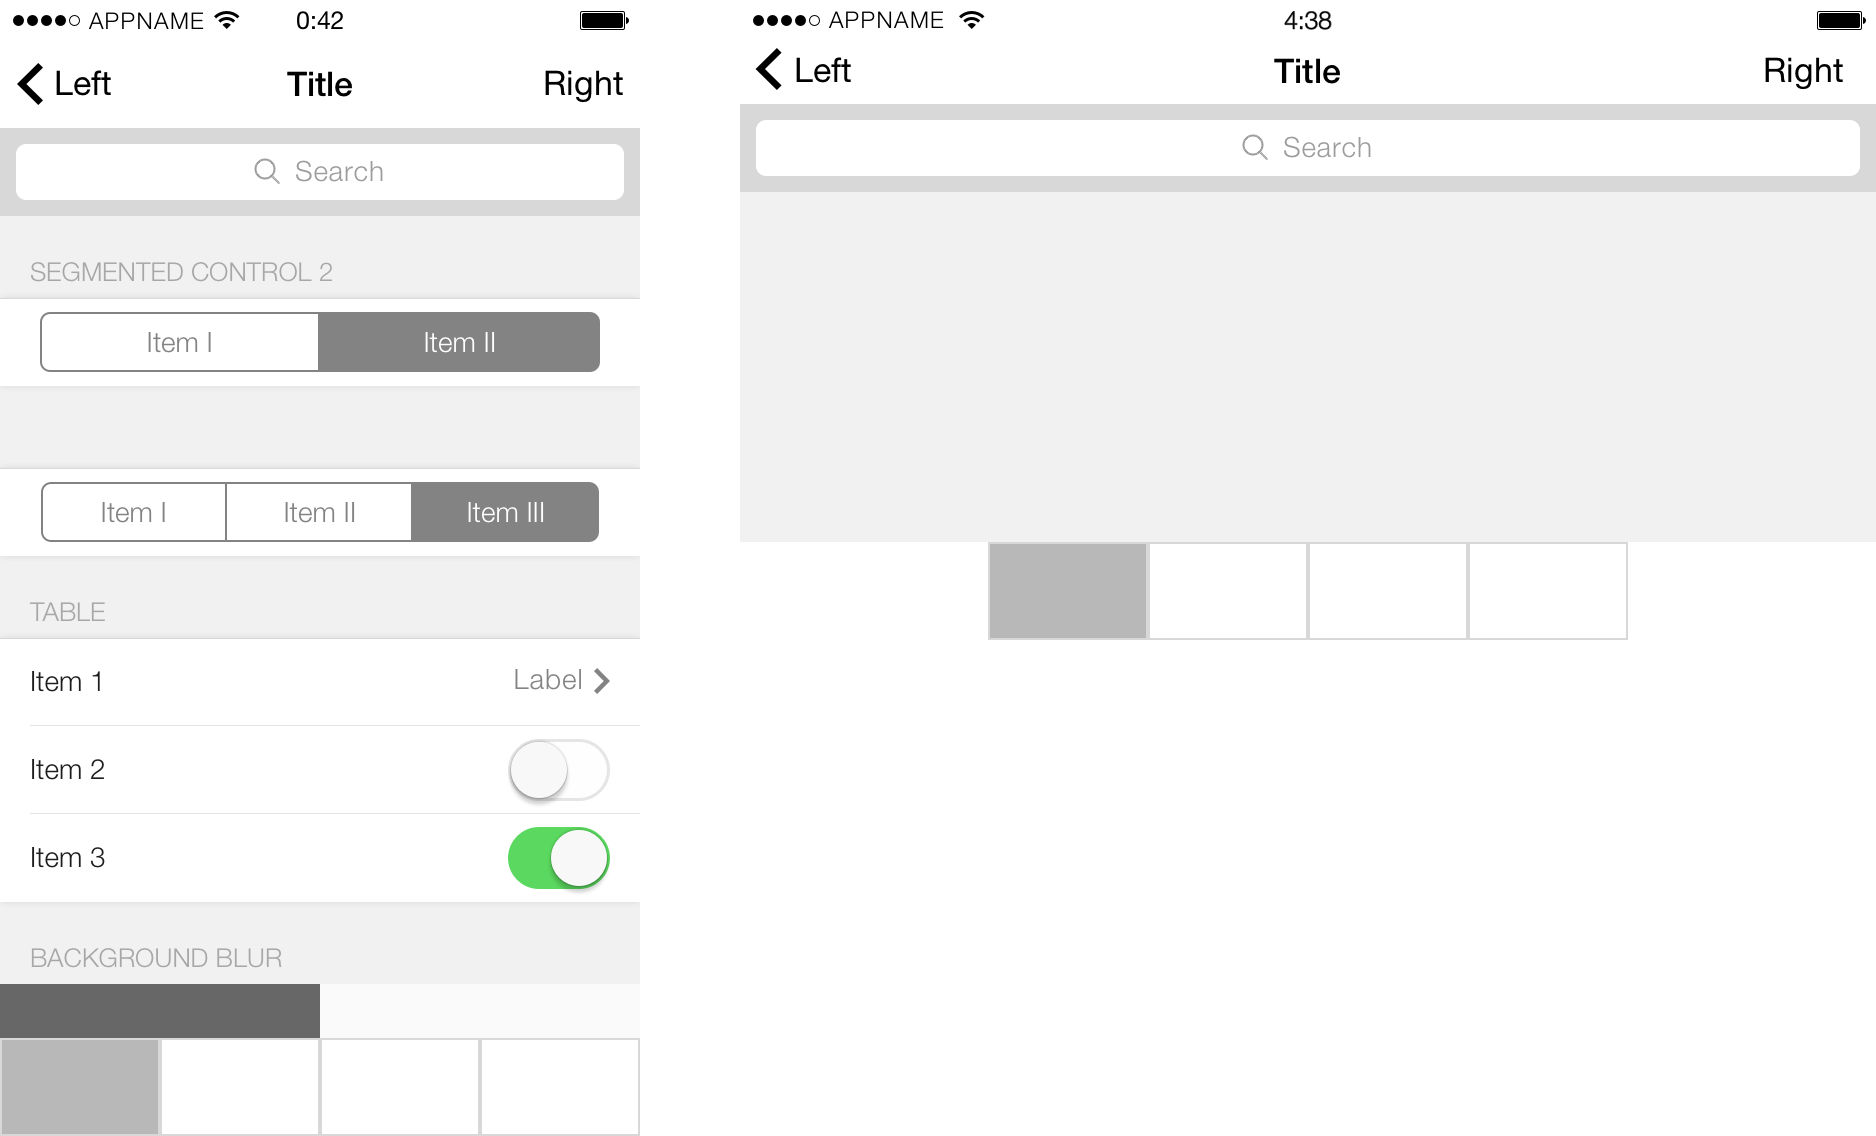 APPNAME 0:42
Left Title Right
Search
SEGMENTED CONTROL 2
Item I Item II
Item I Item II Item III
TABLE
Item 1 Label
Item 2
Item 3
BACKGROUND BLUR
APPNAME 4:38
Left Title Right
Search